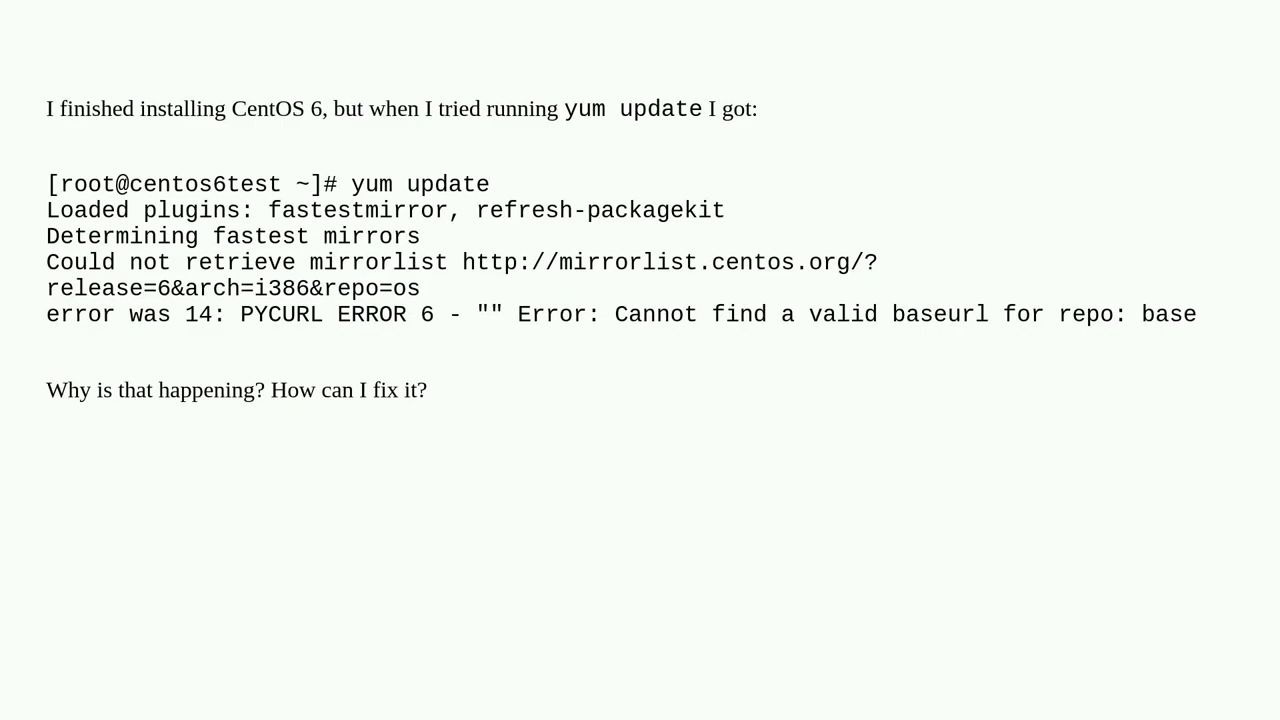 I finished installing CentOS 6, but when I tried running yum update I got:
[root@centos6test ~]# yum update
Loaded plugins: fastestmirror, refresh-packagekit
Determining fastest mirrors
Could not retrieve mirrorlist http://mirrorlist.centos.org/?
release=6&arch=i386&repo=os
error was 14: PYCURL ERROR 6 - "" Error: Cannot find a valid baseurl for repo: base
Why is that happening? How can I fix it?